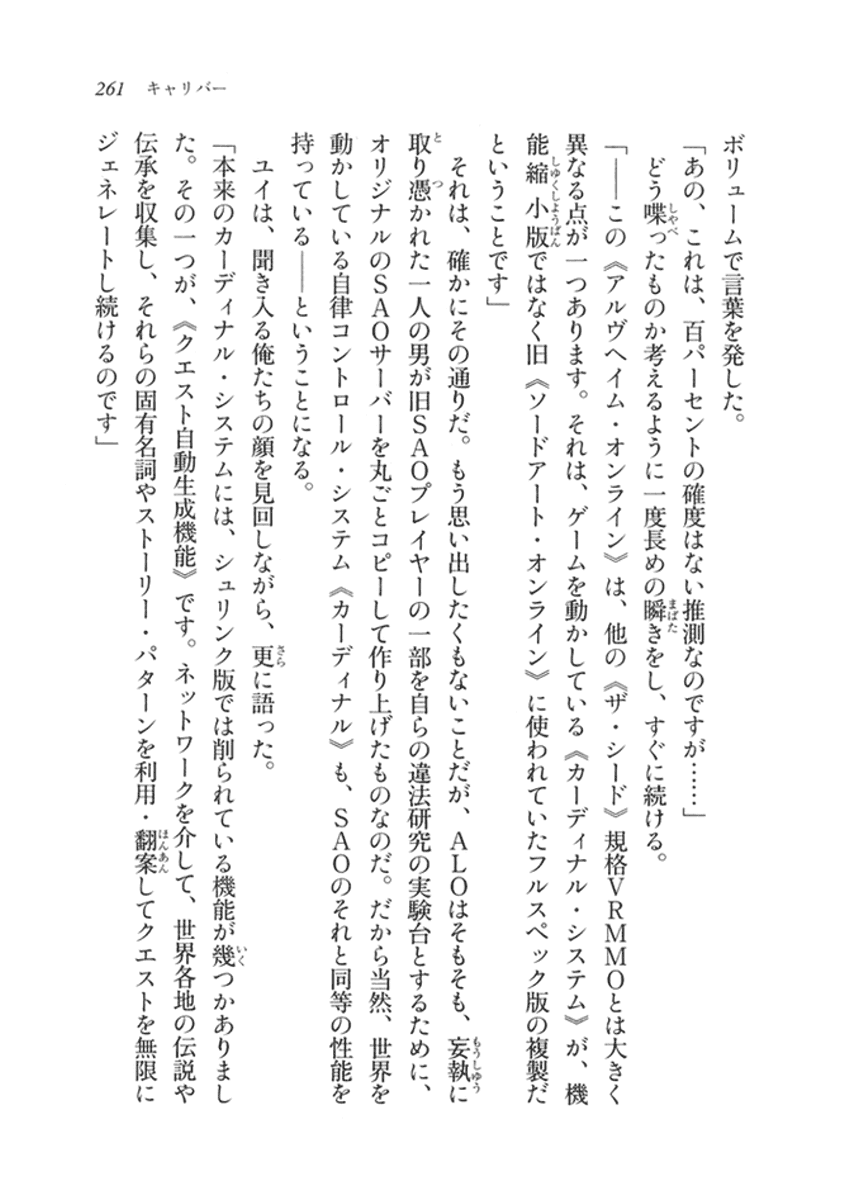 261 キャリバー
ボリュームで言葉を発した。
「あの、これは、百パーセントの確度はない推測なのですが……」
どう喋ったものか考えるように一度長めの瞬きをし、すぐに続ける。
「――この《アルヴヘイム・オンライン》は、他の《ザ・シード》規格ＶＲＭＭＯとは大きく
異なる点が一つあります。それは、ゲームを動かしている《カーディナル・システム》が、機
能縮小版ではなく旧《ソードアート・オンライン》に使われていたフルスペック版の複製だ
ということです」
それは、確かにその通りだ。もう思い出したくもないことだが、ＡＬＯはそもそも、妄執に
取り憑かれた一人の男が旧ＳＡＯプレイヤーの一部を自らの違法研究の実験台とするために、
オリジナルのＳＡＯサーバーを丸ごとコピーして作り上げたものなのだ。だから当然、世界を
動かしている自律コントロール・システム《カーディナル》も、ＳＡＯのそれと同等の性能を
持っている――ということになる。
ユイは、聞き入る俺たちの顔を見回しながら、更に語った。
「本来のカーディナル・システムには、シュリンク版では削られている機能が幾つかありまし
た。その一つが、《クエスト自動生成機能》です。ネットワークを介して、世界各地の伝説や
伝承を収集し、それらの固有名詞やストーリー・パターンを利用・翻案してクエストを無限に
ジェネレートし続けるのです」